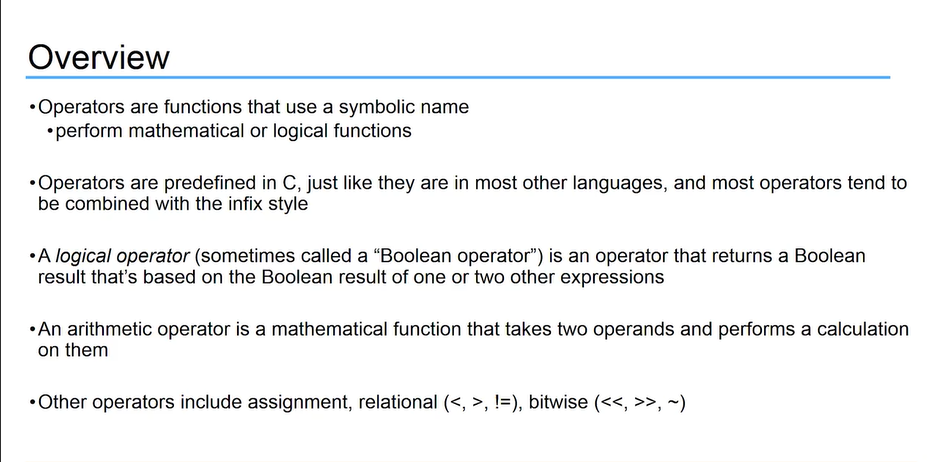 Overview
•Operators are functions that use a symbolic name
•perform mathematical or logical functions
•Operators are predefined in C, just like they are in most other languages, and most operators tend to
be combined with the infix style
•A logical operator (sometimes called a “Boolean operator”) is an operator that returns a Boolean
result that’s based on the Boolean result of one or two other expressions
•An arithmetic operator is a mathematical function that takes two operands and performs a calculation
on them
•Other operators include assignment, relational (<, >, !=), bitwise (<<, >>, ~)